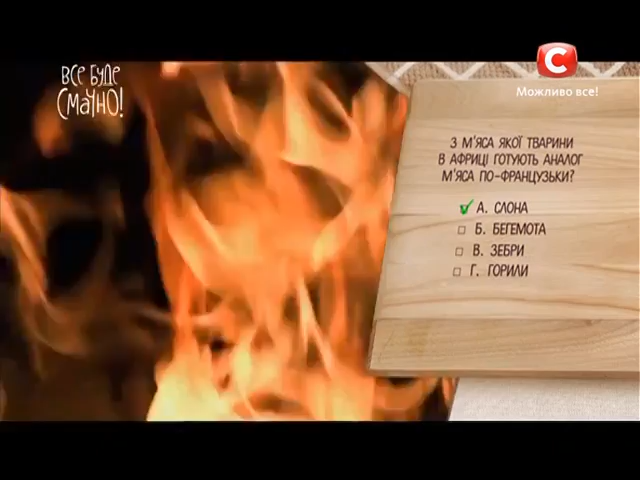 ВСЕ БУДЕ
СМАЧНО!
С
Можливо все!
З М'ЯСА ЯКОЇ ТВАРИНИ
В АФРИЦІ ГОТУЮТЬ АНАЛОГ
М'ЯСА ПО-ФРАНЦУЗЬКИ?
А. СЛОНА
Б. БЕГЕМОТА
В. ЗЕБРИ
Г. ГОРИЛИ